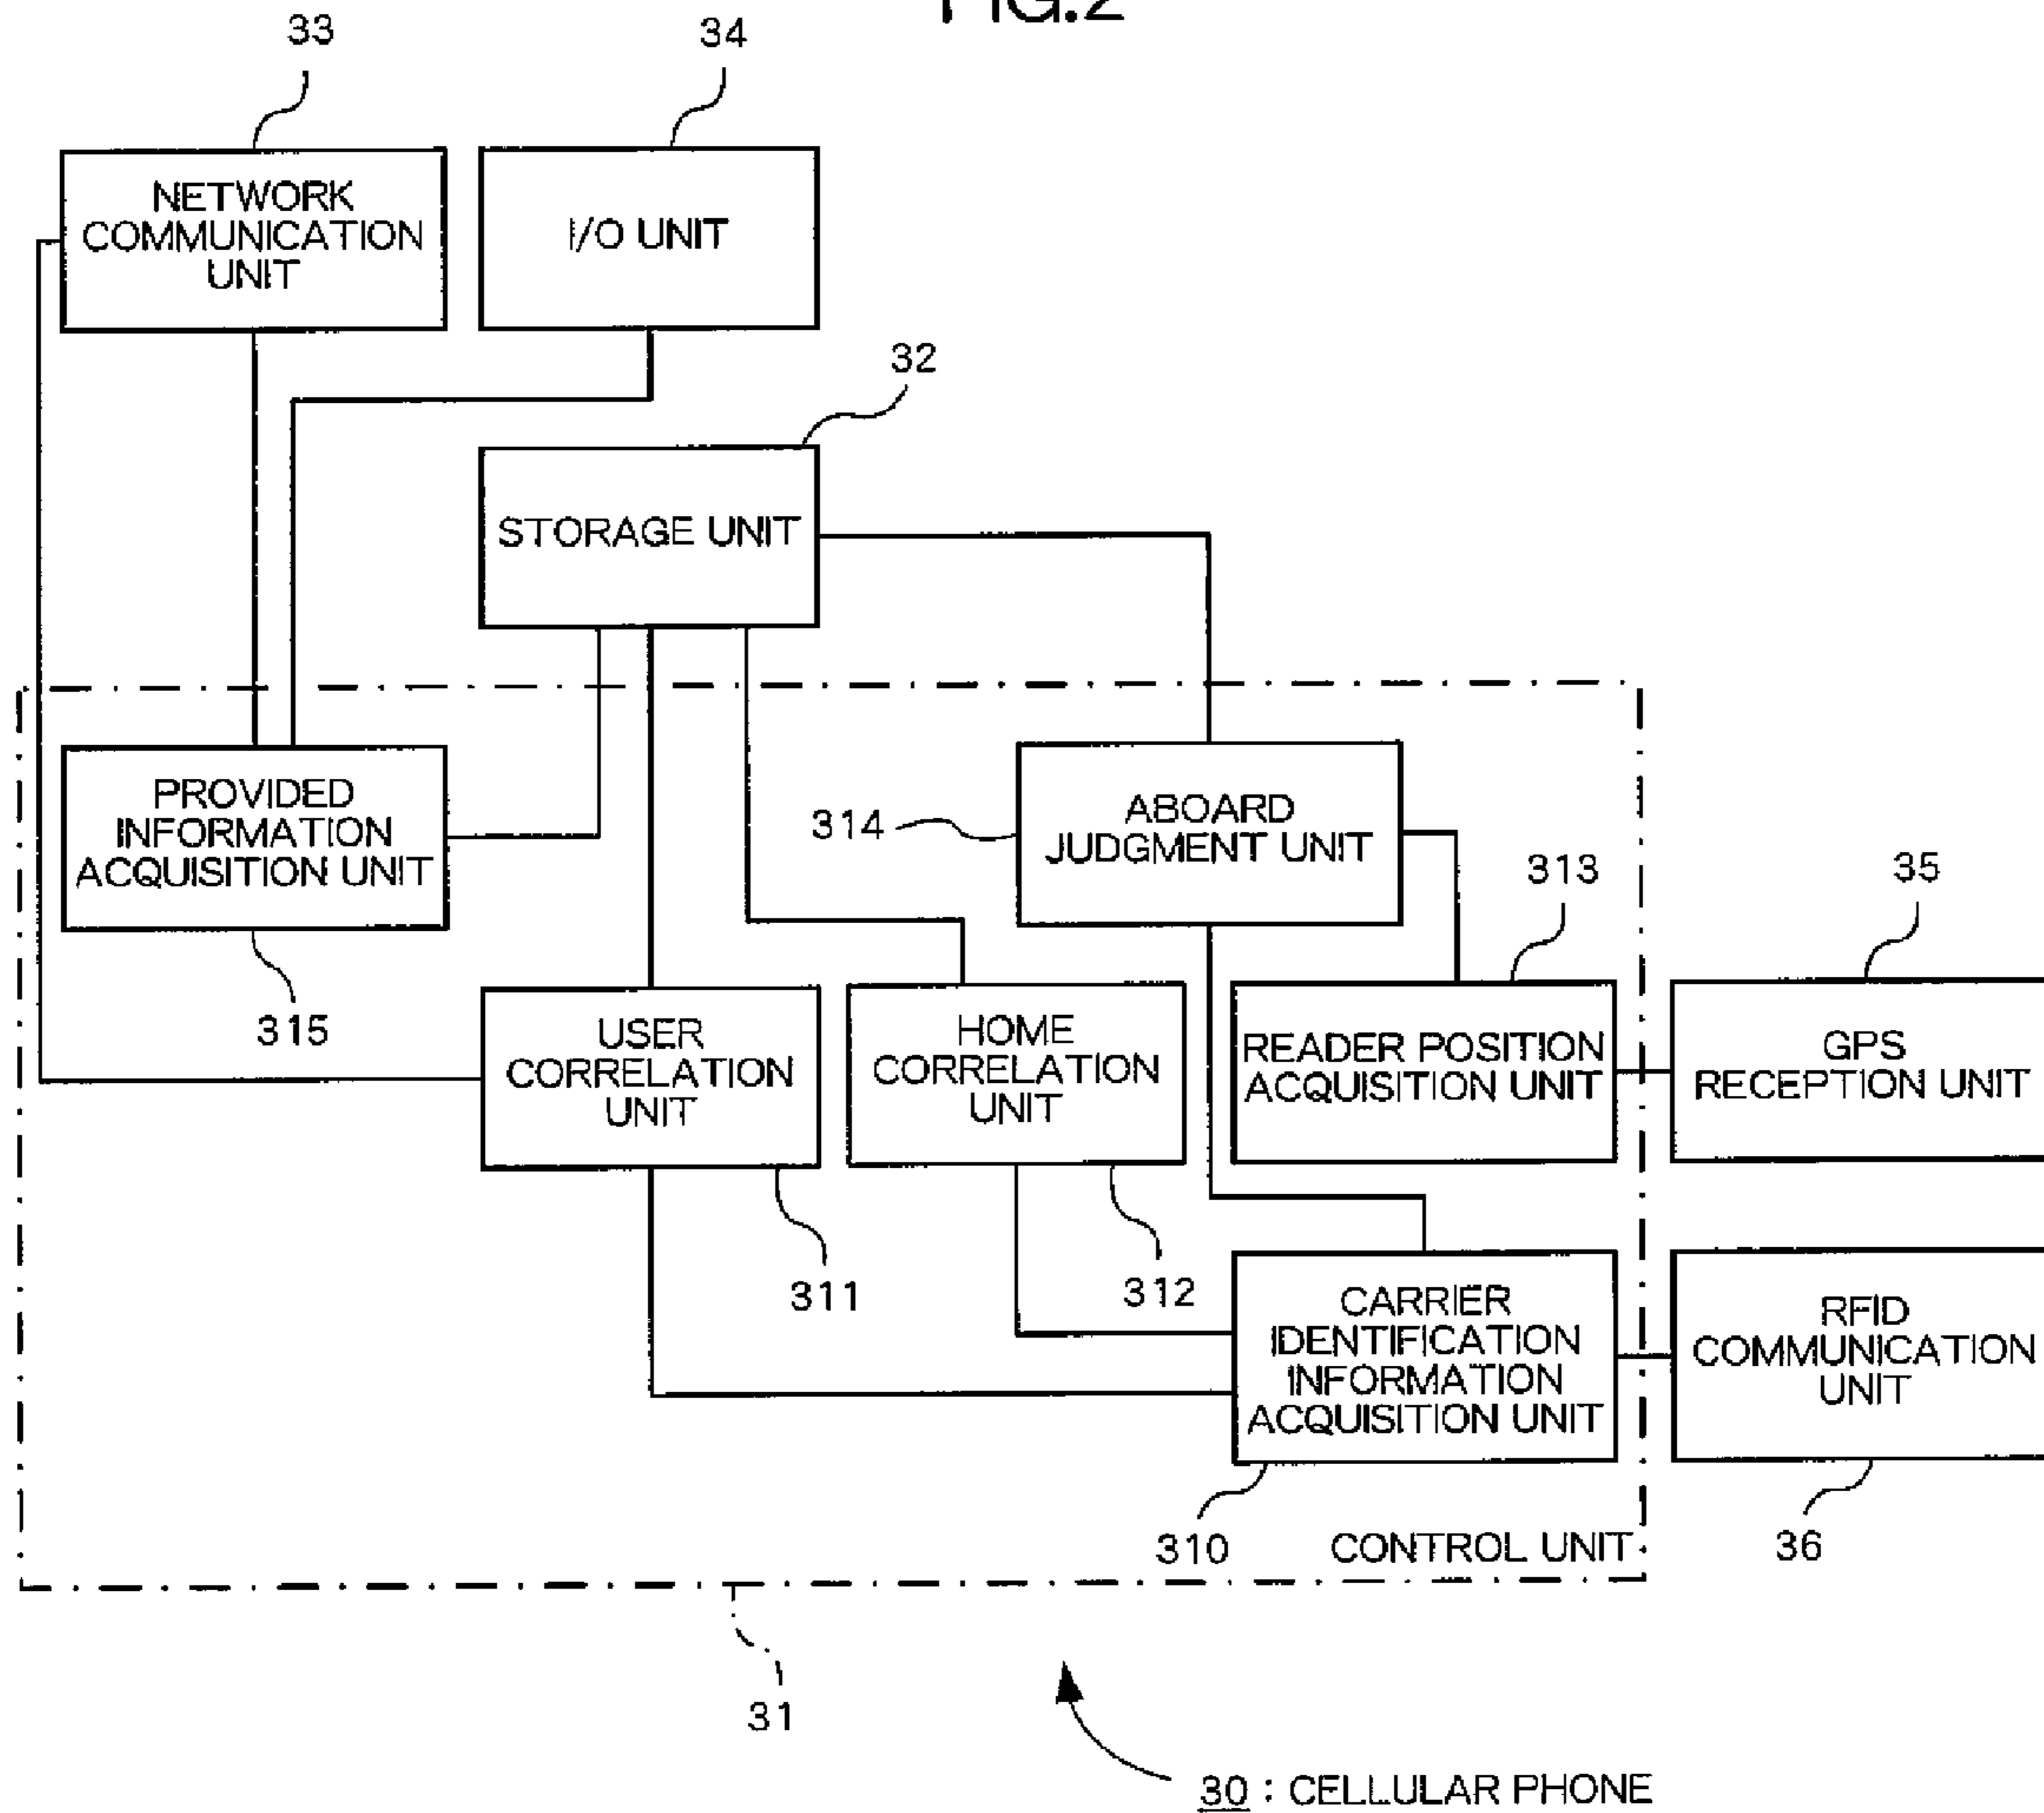 FIG.2
33
34
NETWORK
COMMUNICATION
UNIT
I/O UNIT
32
STORAGE UNIT
PROVIDED
INFORMATION
ACQUISITION UNIT
315
314
ABOARD
JUDGMENT UNIT
313
35
USER
CORRELATION
UNIT
311
HOME
CORRELATION
UNIT
312
READER POSITION
ACQUISITION UNIT
GPS
RECEPTION UNIT
CARRIER
IDENTIFICATION
INFORMATION
ACQUISITION UNIT
310
RFID
COMMUNICATION
UNIT
36
CONTROL UNIT
31
30 : CELLULAR PHONE